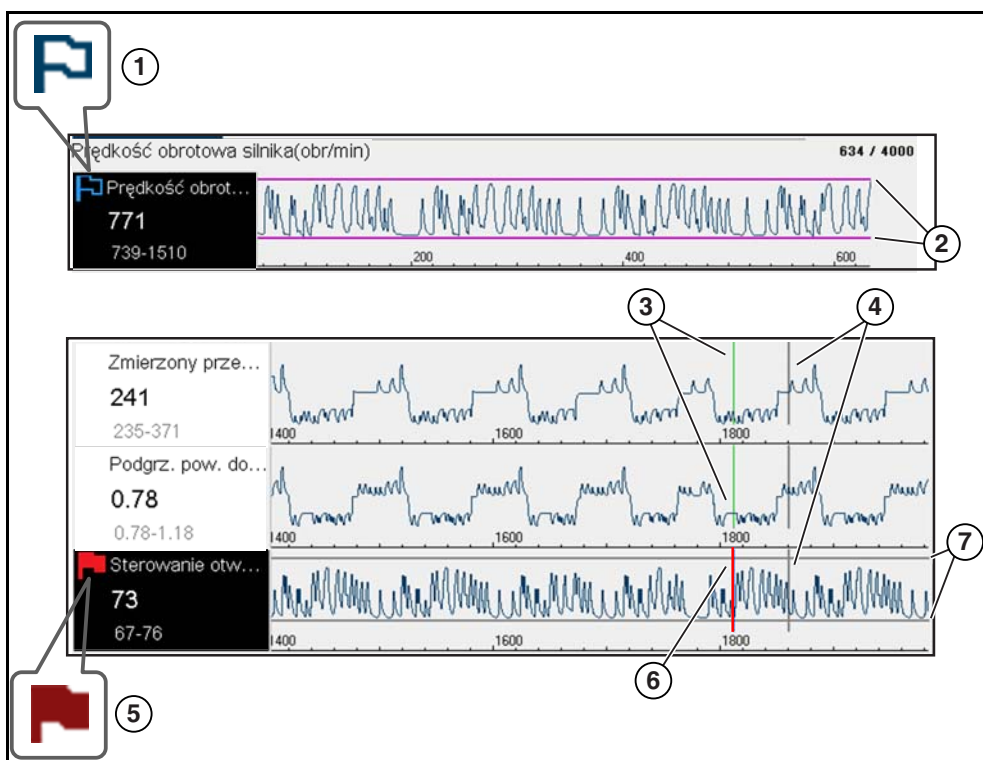 1
Prędkość obrotowa silnika(obr/min) 634 / 4000
Prędkość obrot...
771
739-1510
200 400 600
2
3 4
Zmierzony prze...
241
235-371
1400 1600 1800
Podgrz. pow. do...
0.78
0.78-1.18
1400 1600 1800
7
Sterowanie otw...
73
67-76
1400 1600 1800
6
5